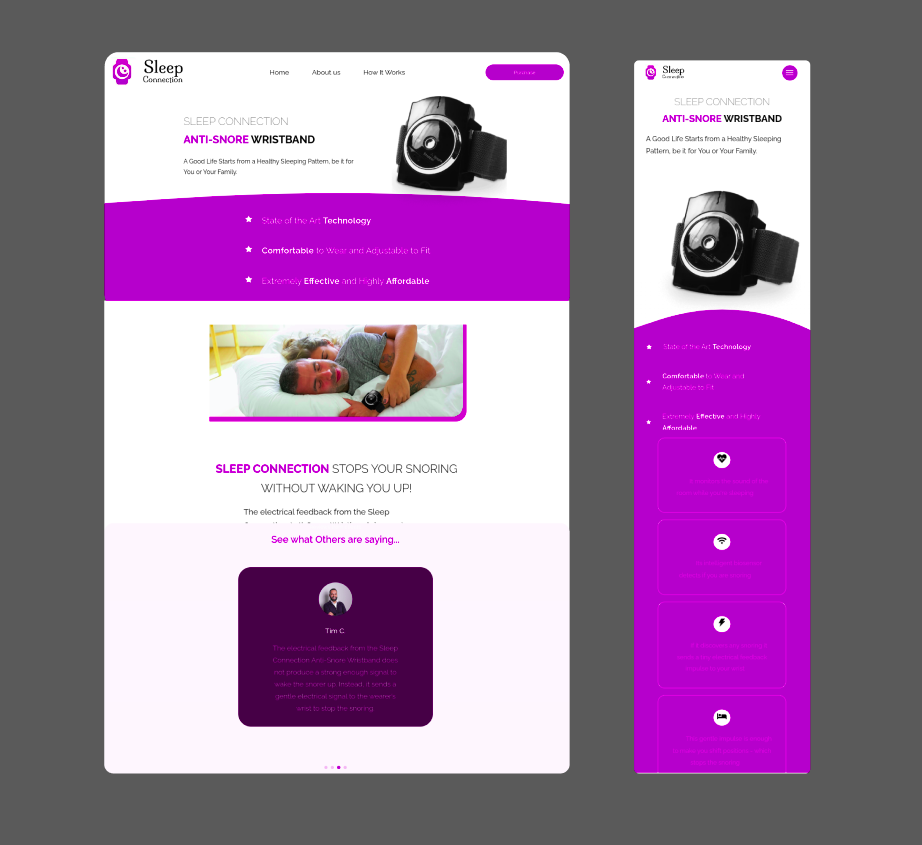 Sleep
Connection
Home
About us
How It Works
Purchase
SLEEP CONNECTION
ANTI-SNORE WRISTBAND
A Good Life Starts from a Healthy Sleeping Pattern, be it for
You or Your Family.
State of the Art Technology
Comfortable to Wear and Adjustable to Fit
Extremely Effective and Highly Affordable
SLEEP CONNECTION STOPS YOUR SNORING
WITHOUT WAKING YOU UP!
The electrical feedback from the Sleep
See what Others are saying...
Tim C.
The electrical feedback from the Sleep
Connection Anti-Snore Wristband does
not produce a strong enough signal to
wake the snorer up. Instead, it sends a
gentle electrical signal to the wearer's
wrist to stop the snoring.
Sleep
Connection
SLEEP CONNECTION
ANTI-SNORE WRISTBAND
A Good Life Starts from a Healthy Sleeping
Pattern, be it for You or Your Family.
State of the Art Technology
Comfortable to Wear and
Adjustable to Fit
Extremely Effective and Highly
Affordable